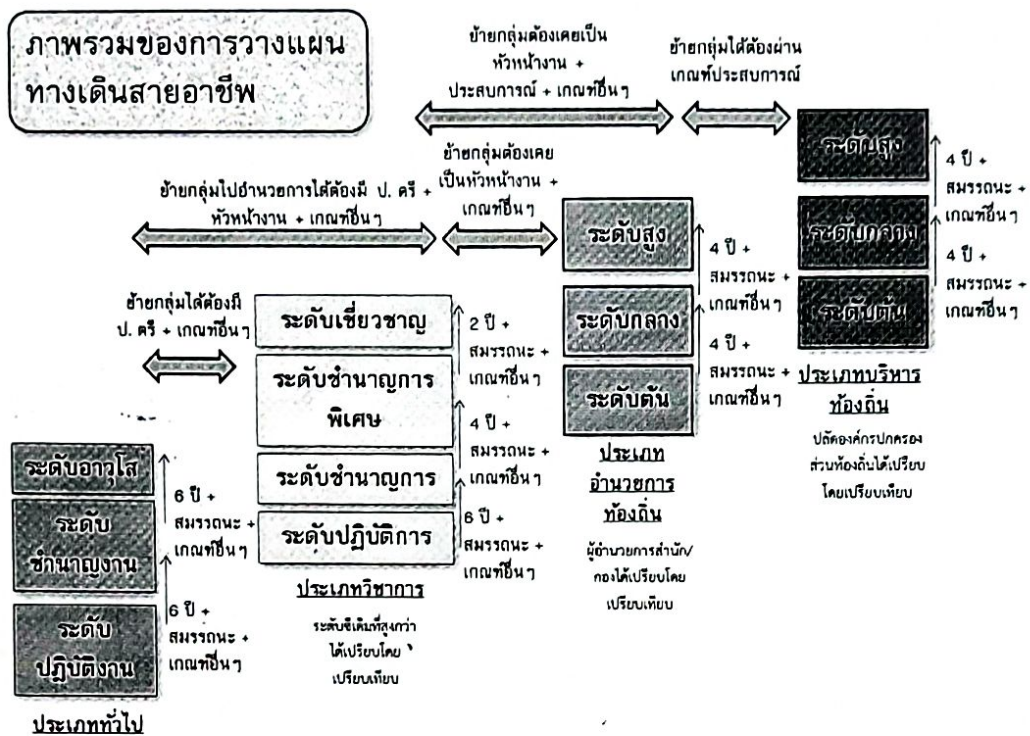 ภาพรวมของการวางแผน
ทางเดินสายอาชีพ
ย้ายกลุ่มต้องเคยเป็น
หัวหน้างาน +
ประสบการณ์ + เกณฑ์อื่นๆ
ย้ายกลุ่มได้ต้องผ่าน
เกณฑ์ประสบการณ์
ย้ายกลุ่มไปอำนวยการได้ต้องมี ป. ตรี +
หัวหน้างาน + เกณฑ์อื่นๆ
ย้ายกลุ่มต้องเคย
เป็นหัวหน้างาน +
เกณฑ์อื่นๆ
ย้ายกลุ่มได้ต้องมี
ป. ตรี + เกณฑ์อื่นๆ
ระดับอาวุโส
ระดับ
ชำนาญงาน
ระดับ
ปฏิบัติงาน
6 ปี +
สมรรถนะ +
เกณฑ์อื่นๆ
6 ปี +
สมรรถนะ +
เกณฑ์อื่นๆ
ประเภททั่วไป
ระดับเชี่ยวชาญ
ระดับชำนาญการ
พิเศษ
ระดับชำนาญการ
ระดับปฏิบัติการ
2 ปี +
สมรรถนะ +
เกณฑ์อื่นๆ
4 ปี +
สมรรถนะ +
เกณฑ์อื่นๆ
6 ปี +
สมรรถนะ +
เกณฑ์อื่นๆ
ประเภทวิชาการ
ระดับซีเดิมที่สูงกว่า
ได้เปรียบโดย
เปรียบเทียบ
ระดับสูง
ระดับกลาง
ระดับต้น
4 ปี +
สมรรถนะ +
เกณฑ์อื่นๆ
4 ปี +
สมรรถนะ +
เกณฑ์อื่นๆ
ประเภท
อำนวยการ
ท้องถิ่น
ผู้อำนวยการสำนัก/
กองได้เปรียบโดย
เปรียบเทียบ
ระดับสูง
ระดับกลาง
ระดับต้น
4 ปี +
สมรรถนะ +
เกณฑ์อื่นๆ
4 ปี +
สมรรถนะ +
เกณฑ์อื่นๆ
ประเภทบริหาร
ท้องถิ่น
ปลัดองค์กรปกครอง
ส่วนท้องถิ่นได้เปรียบ
โดยเปรียบเทียบ